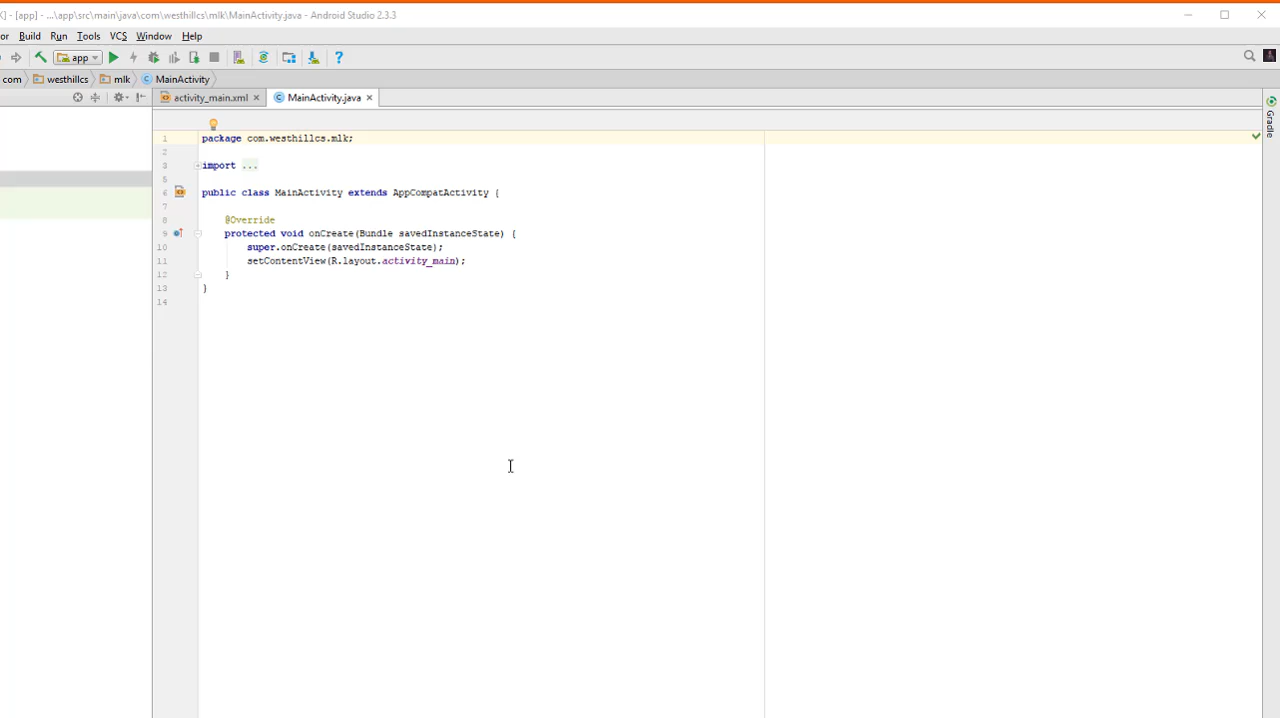 K] - [app] - ...\app\src\main\java\com\westhillcs\mlk\MainActivity.java - Android Studio 2.3.3
or Build Run Tools VCS Window Help
app
com westhillcs mlk MainActivity
activity_main.xml MainActivity.java
Gradle
1 package com.westhillcs.mlk;
2
3 import ...
5
6 public class MainActivity extends AppCompatActivity {
7
8 @Override
9 protected void onCreate(Bundle savedInstanceState) {
10 super.onCreate(savedInstanceState);
11 setContentView(R.layout.activity_main);
12 }
13 }
14